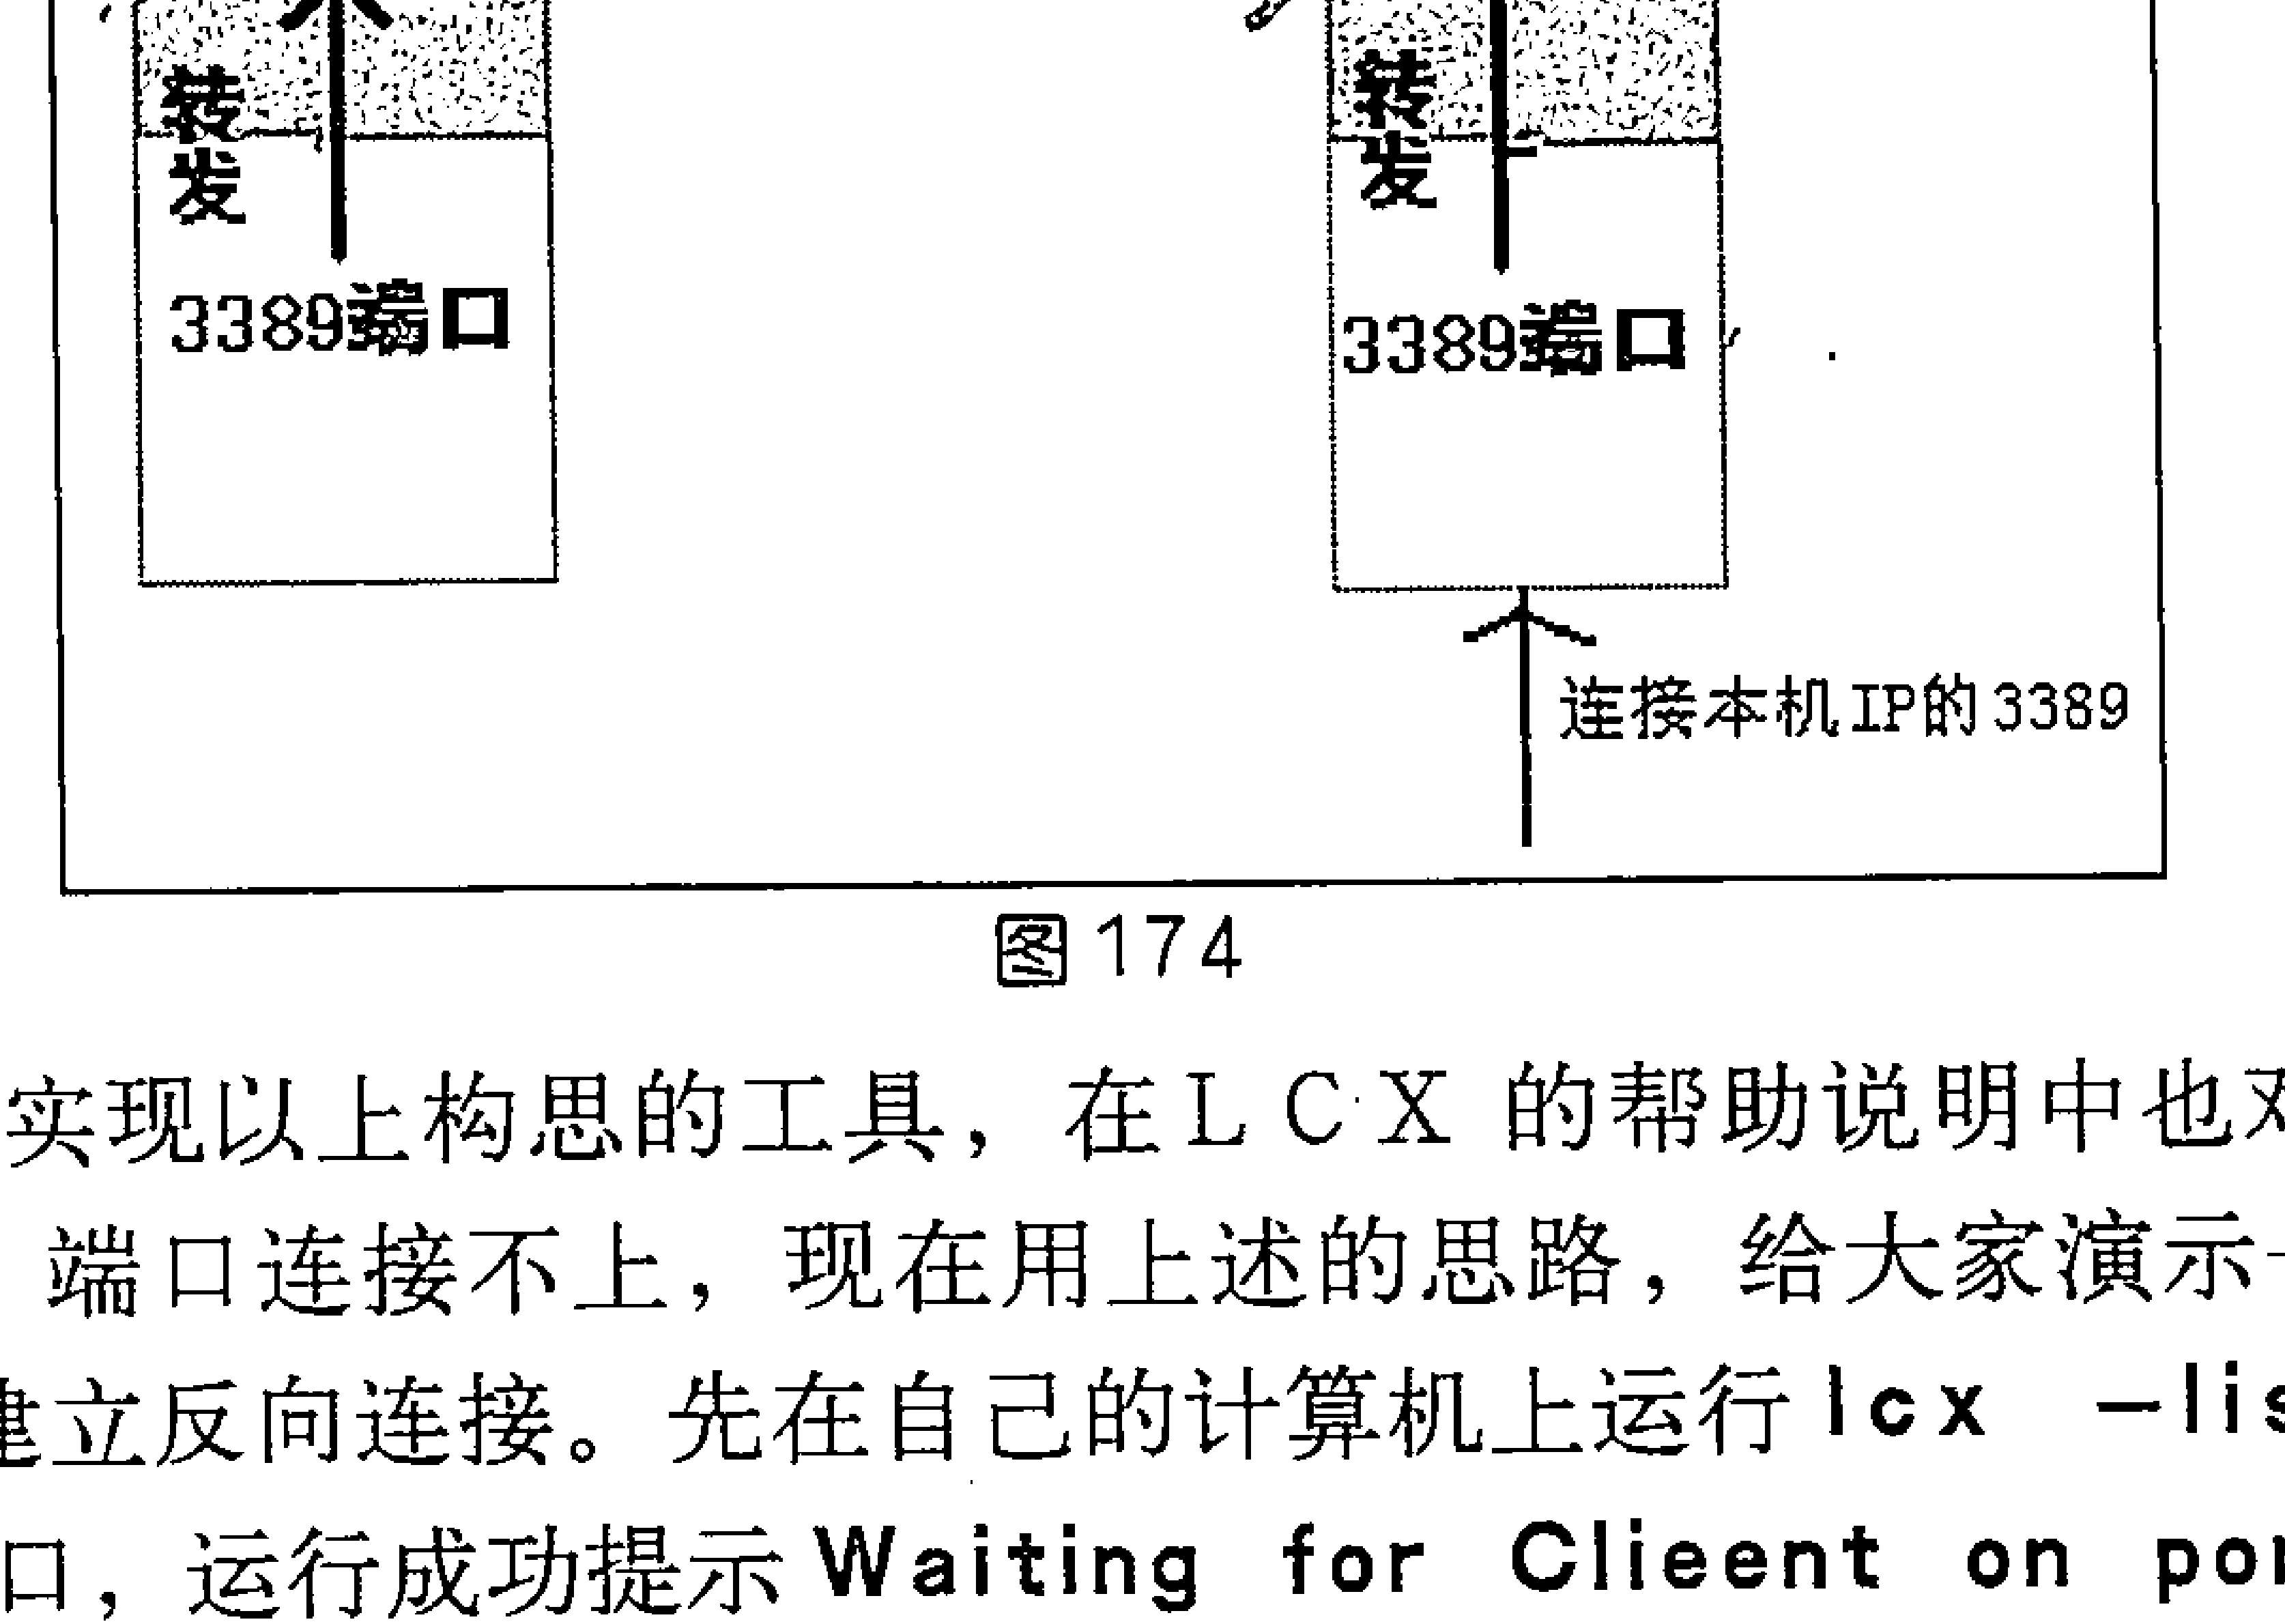 转发
转发
3389端口
3389端口
连接本机IP的3389
图174
实现以上构思的工具，在LCX的帮助说明中也对
端口连接不上，现在用上述的思路，给大家演示
建立反向连接。先在自己的计算机上运行lcx -lis
口，运行成功提示Waiting for Clieent on por